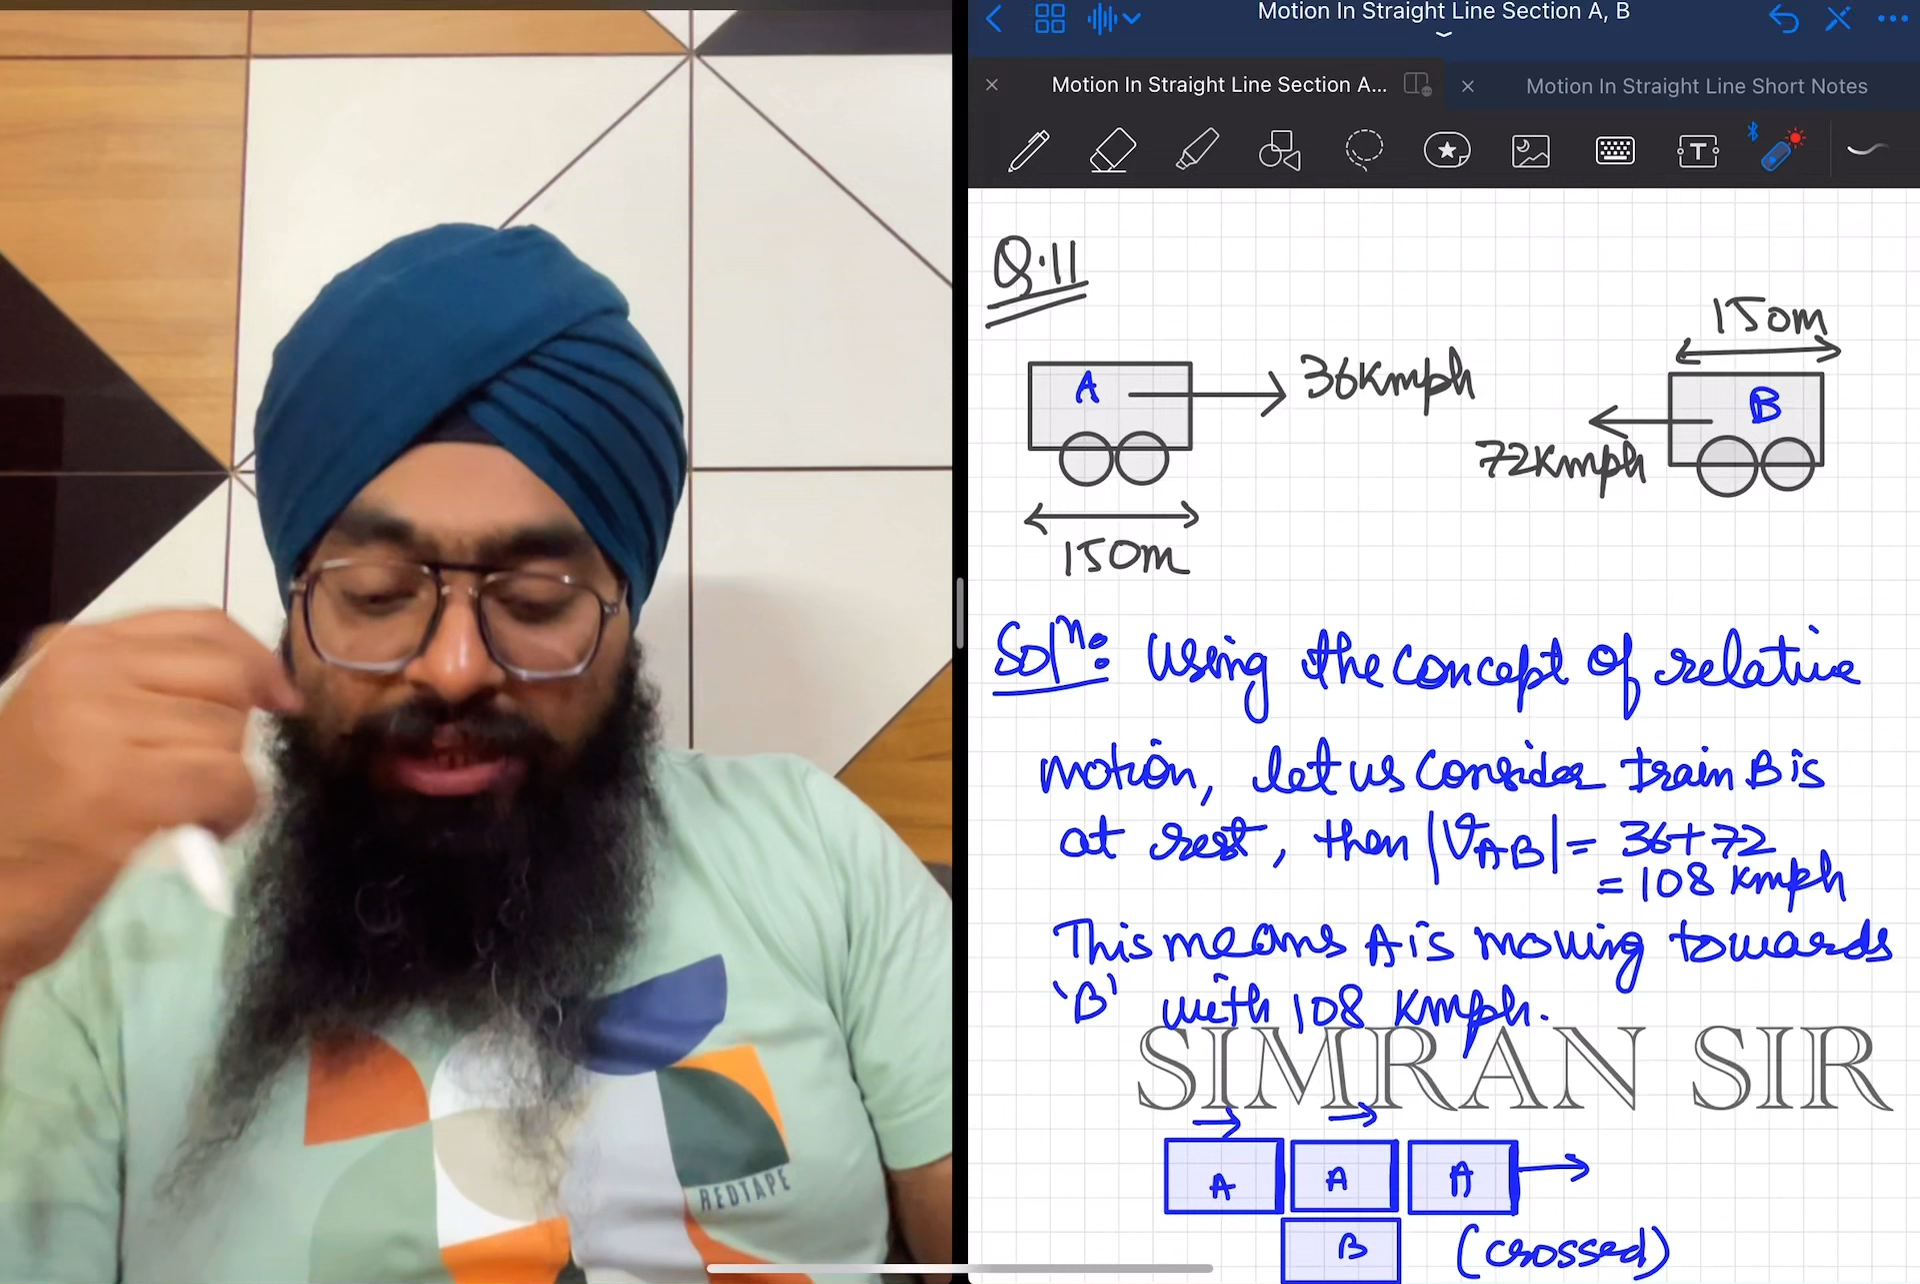 Motion In Straight Line Section A, B
Motion In Straight Line Section A...
Motion In Straight Line Short Notes
T
Q.11
150m
A
36Kmph
B
72Kmph
150m
Solⁿ: Using the concept of relative
motion, let us consider train B is
at rest, then |VAB| = 36+72
= 108 Kmph
This means A is moving towards
'B' with 108 Kmph.
SIMRAN SIR
A A A
B (crossed)
REDTAPE